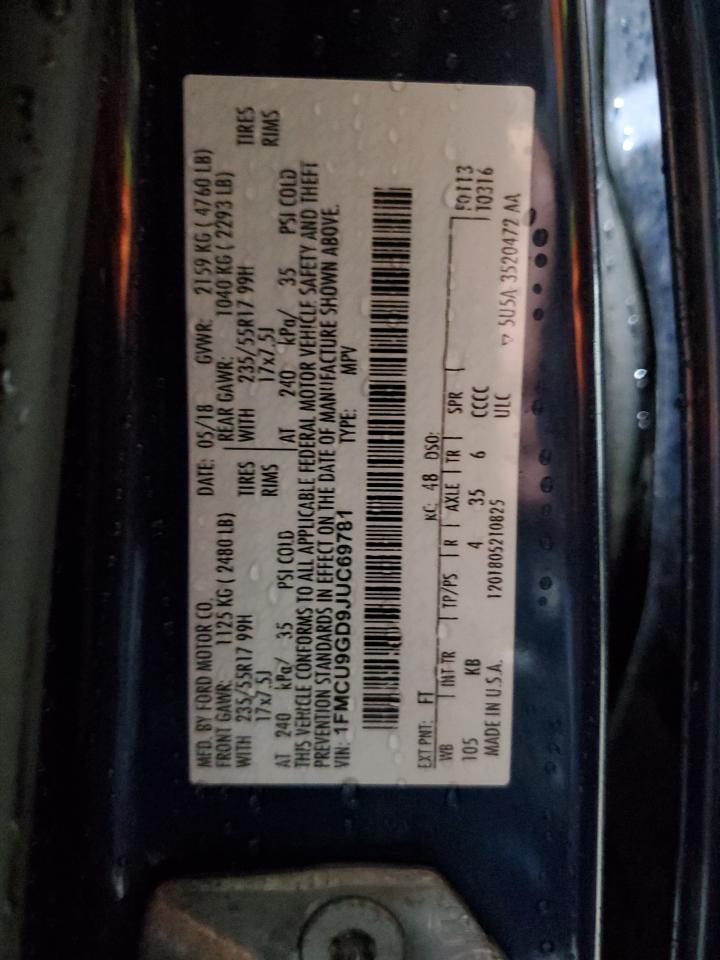 MFD. BY FORD MOTOR CO.
DATE: 05/18 GVWR: 2159 KG ( 4760 LB)
FRONT GAWR: 1125 KG ( 2480 LB)
REAR GAWR: 1040 KG ( 2293 LB)
WITH 235/55R17 99H TIRES
WITH 235/55R17 99H TIRES
17x7.5J RIMS
17x7.5J RIMS
AT 240 kPa/ 35 PSI COLD
AT 240 kPa/ 35 PSI COLD
THIS VEHICLE CONFORMS TO ALL APPLICABLE FEDERAL MOTOR VEHICLE SAFETY AND THEFT
PREVENTION STANDARDS IN EFFECT ON THE DATE OF MANUFACTURE SHOWN ABOVE.
VIN: 1FMCU9GD9JUC69781 TYPE: MPV
EXT PNT: FT KC: 48 DSO: F0113
WB INT TR TP/PS R AXLE TR SPR T0316
105 KB 4 35 6 CCCC
MADE IN U.S.A. 1201805210825 ULC
▽ 5U5A 3520472 AA